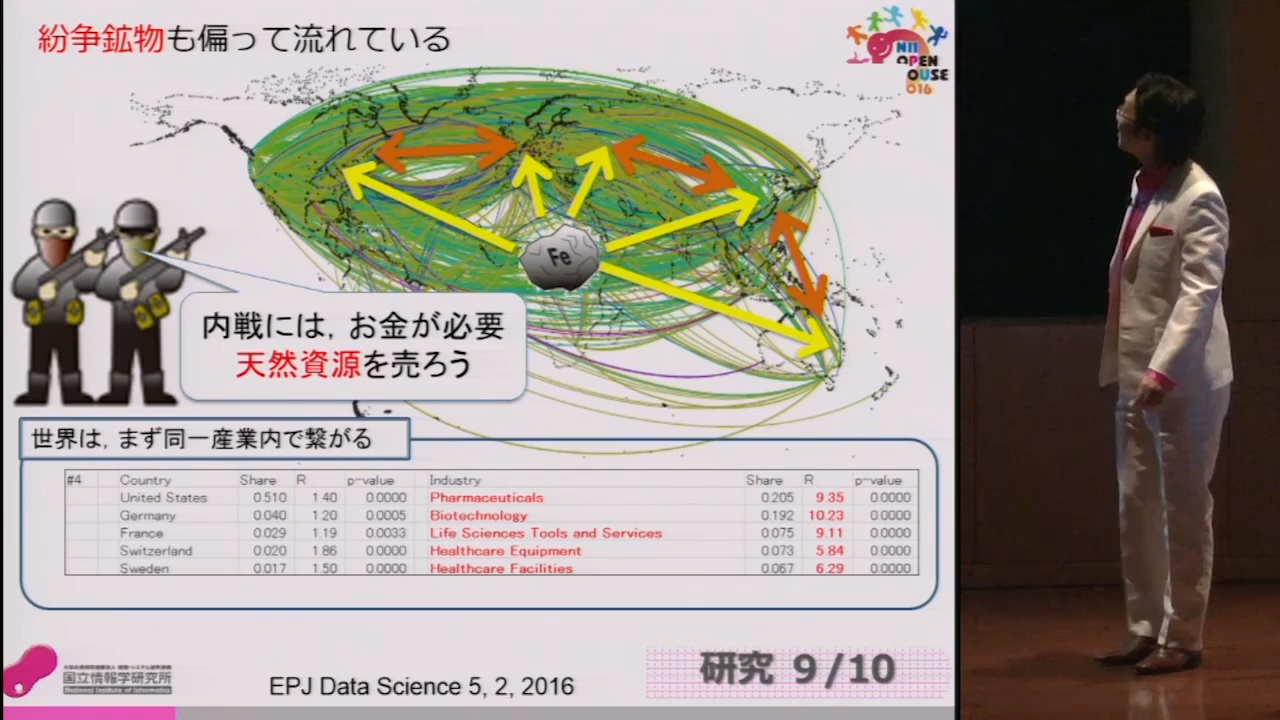 紛争鉱物も偏って流れている
NII
OPEN
OUSE
016
Fe
内戦には，お金が必要
天然資源を売ろう
世界は，まず同一産業内で繋がる
#4 Country Share R p-value Industry Share R p-value
United States 0.510 1.40 0.0000 Pharmaceuticals 0.205 9.35 0.0000
Germany 0.040 1.20 0.0005 Biotechnology 0.192 10.23 0.0000
France 0.029 1.19 0.0033 Life Sciences Tools and Services 0.075 9.11 0.0000
Switzerland 0.020 1.86 0.0000 Healthcare Equipment 0.073 5.84 0.0000
Sweden 0.017 1.50 0.0000 Healthcare Facilities 0.067 6.29 0.0000
国立情報学研究所
National Institute of Informatics
EPJ Data Science 5, 2, 2016
研究 9/10